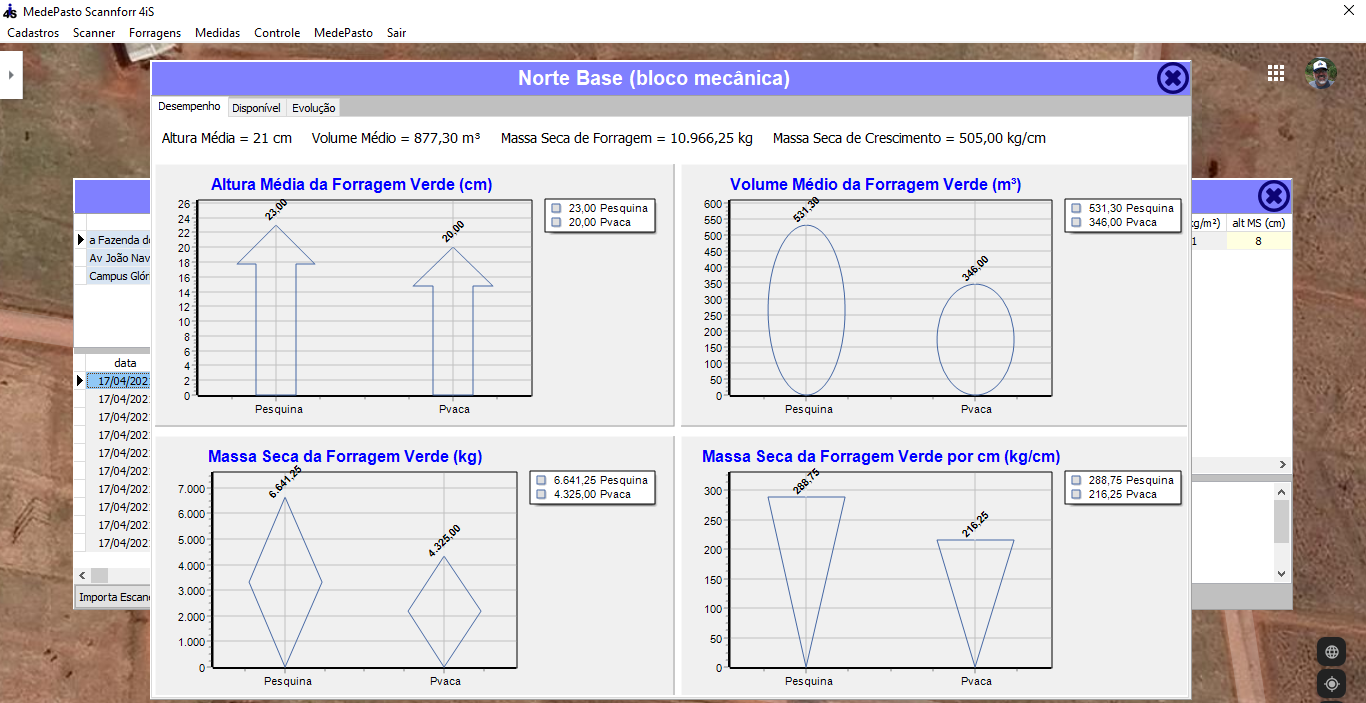 4S MedePasto Scannforr 4iS
Cadastros Scanner Forragens Medidas Controle MedePasto Sair
Norte Base (bloco mecânica)
Desempenho Disponível Evolução
Altura Média = 21 cm Volume Médio = 877,30 m³ Massa Seca de Forragem = 10.966,25 kg Massa Seca de Crescimento = 505,00 kg/cm
Altura Média da Forragem Verde (cm)
23,00 Pesquina
20,00 Pvaca
26
24
22
20
18
16
14
12
10
8
6
4
2
0
23,00
20,00
Pesquina Pvaca
Volume Médio da Forragem Verde (m³)
531,30 Pesquina
346,00 Pvaca
600
550
500
450
400
350
300
250
200
150
100
50
0
531,30
346,00
Pesquina Pvaca
Massa Seca da Forragem Verde (kg)
6.641,25 Pesquina
4.325,00 Pvaca
7.000
6.000
5.000
4.000
3.000
2.000
1.000
0
6.641,25
4.325,00
Pesquina Pvaca
Massa Seca da Forragem Verde por cm (kg/cm)
288,75 Pesquina
216,25 Pvaca
300
250
200
150
100
50
0
288,75
216,25
Pesquina Pvaca
a Fazenda d
Av João Nav
Campus Glór
data
17/04/202
17/04/202
17/04/202
17/04/202
17/04/202
17/04/202
17/04/202
17/04/202
17/04/202
17/04/202
Importa Escan
g/m²) alt MS (cm)
1 8